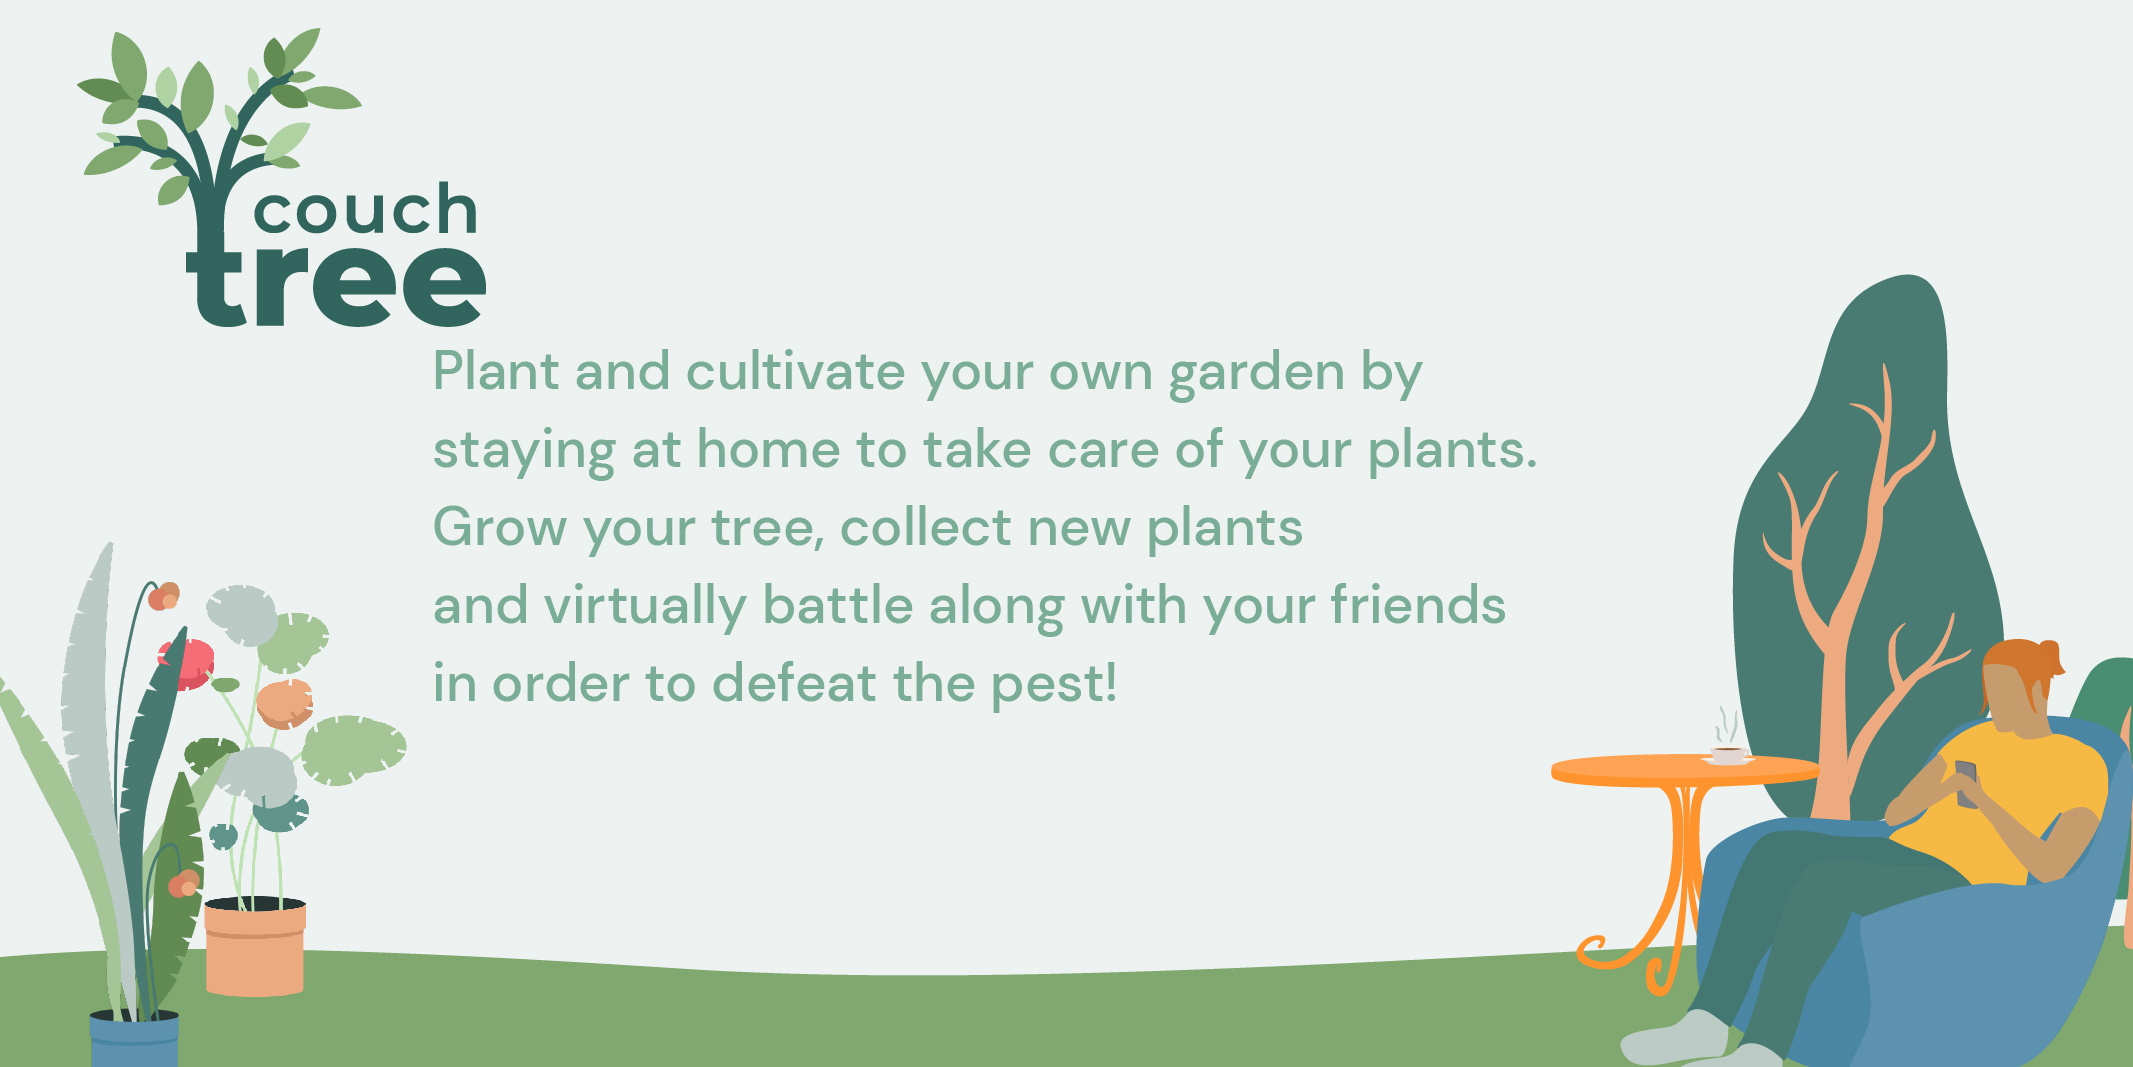 couch
tree
Plant and cultivate your own garden by
staying at home to take care of your plants.
Grow your tree, collect new plants
and virtually battle along with your friends
in order to defeat the pest!